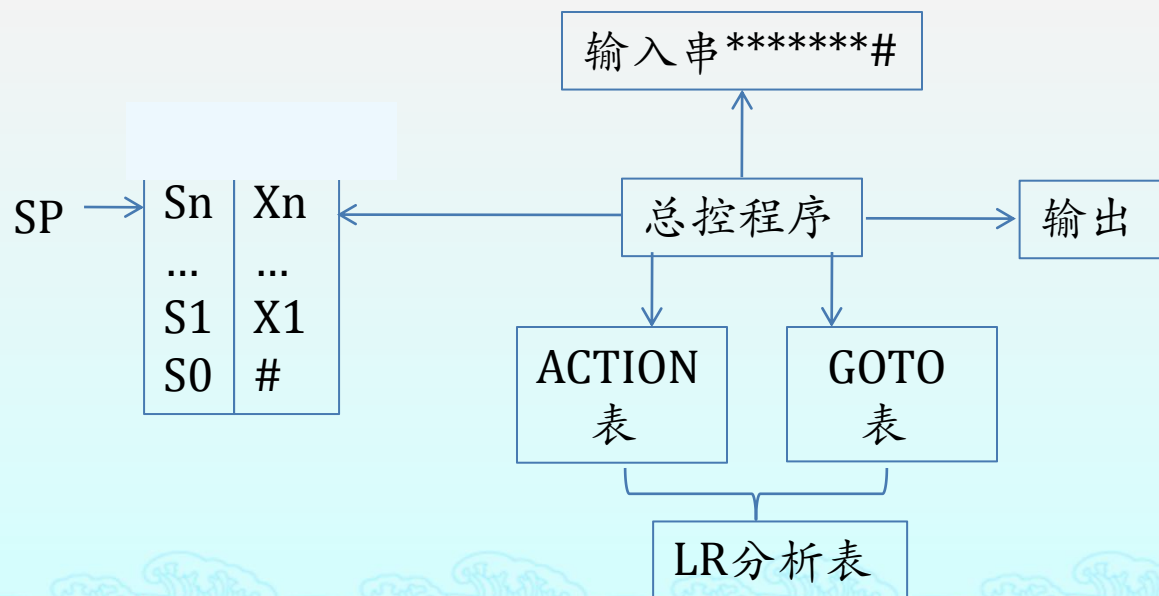 输入串*******#
SP
Sn Xn
... ...
S1 X1
S0 #
总控程序
输出
ACTION
表
GOTO
表
LR分析表